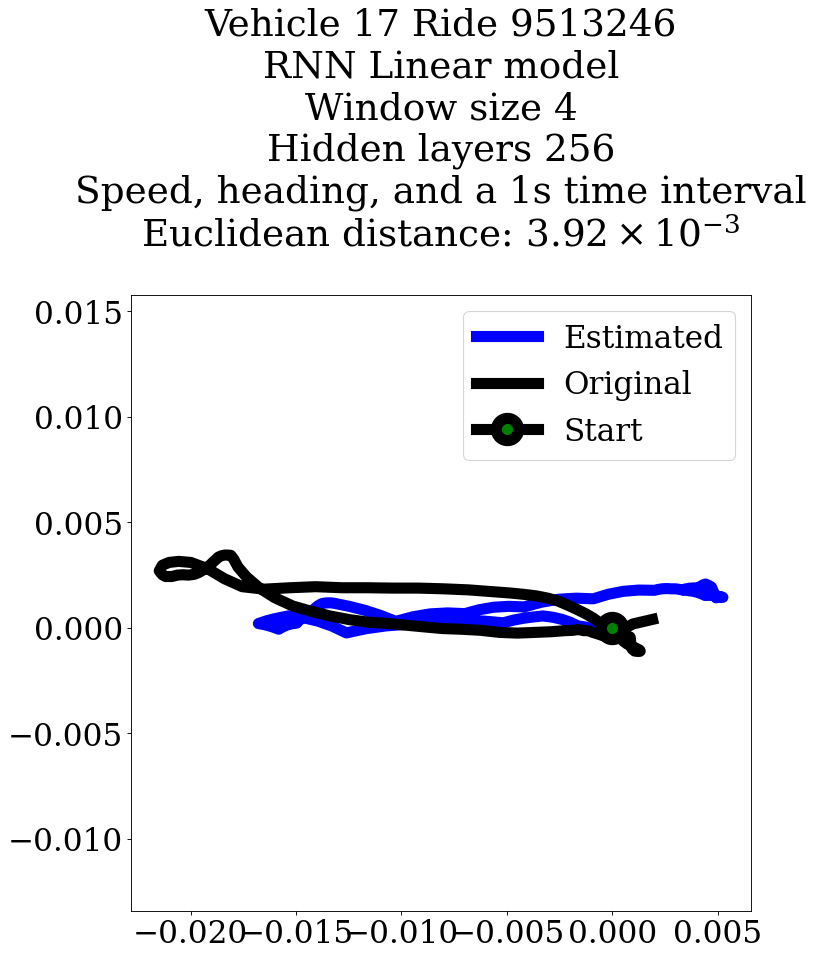 Vehicle 17 Ride 9513246
RNN Linear model
Window size 4
Hidden layers 256
Speed, heading, and a 1s time interval
Euclidean distance: 3.92 × 10⁻³
Estimated
Original
Start
0.015
0.010
0.005
0.000
−0.005
−0.010
−0.020 −0.015 −0.010 −0.005 0.000 0.005